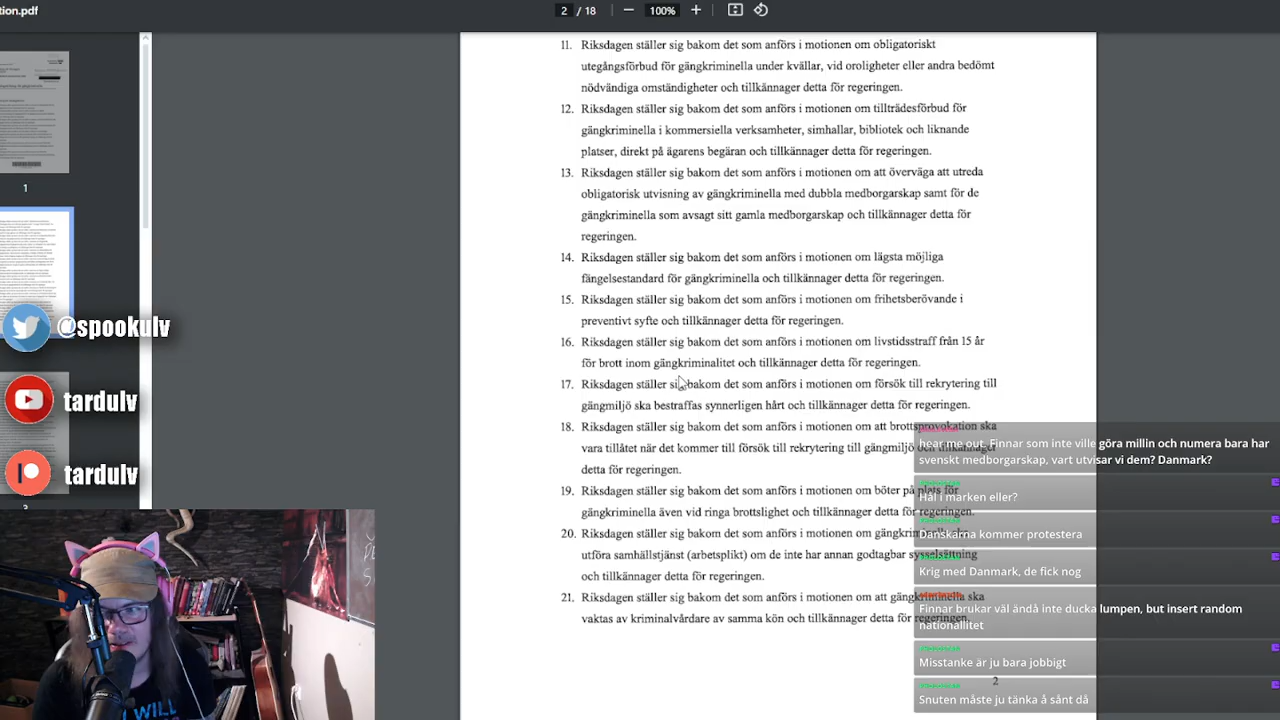 tion.pdf
2 / 18
100%
11. Riksdagen ställer sig bakom det som anförs i motionen om obligatoriskt
utegångsförbud för gängkriminella under kvällar, vid oroligheter eller andra bedömt
nödvändiga omständigheter och tillkännager detta för regeringen.
12. Riksdagen ställer sig bakom det som anförs i motionen om tillträdesförbud för
gängkriminella i kommersiella verksamheter, simhallar, bibliotek och liknande
platser, direkt på ägarens begäran och tillkännager detta för regeringen.
13. Riksdagen ställer sig bakom det som anförs i motionen om att överväga att utreda
obligatorisk utvisning av gängkriminella med dubbla medborgarskap samt för de
gängkriminella som avsagt sitt gamla medborgarskap och tillkännager detta för
regeringen.
14. Riksdagen ställer sig bakom det som anförs i motionen om lägsta möjliga
fängelsestandard för gängkriminella och tillkännager detta för regeringen.
15. Riksdagen ställer sig bakom det som anförs i motionen om frihetsberövande i
preventivt syfte och tillkännager detta för regeringen.
16. Riksdagen ställer sig bakom det som anförs i motionen om livstidsstraff från 15 år
för brott inom gängkriminalitet och tillkännager detta för regeringen.
17. Riksdagen ställer sig bakom det som anförs i motionen om försök till rekrytering till
gängmiljö ska bestraffas synnerligen hårt och tillkännager detta för regeringen.
18. Riksdagen ställer sig bakom det som anförs i motionen om att brottsprovokation ska
vara tillåtet när det kommer till försök till rekrytering till gängmiljö och tillkännager
detta för regeringen.
19. Riksdagen ställer sig bakom det som anförs i motionen om böter på plats för
gängkriminella även vid ringa brottslighet och tillkännager detta för regeringen.
20. Riksdagen ställer sig bakom det som anförs i motionen om gängkriminella ska
utföra samhällstjänst (arbetsplikt) om de inte har annan godtagbar sysselsättning
och tillkännager detta för regeringen.
21. Riksdagen ställer sig bakom det som anförs i motionen om att gängkriminella ska
vaktas av kriminalvårdare av samma kön och tillkännager detta för regeringen.
2
1
@spookulv
tardulv
tardulv
I WILL
hear me out. Finnar som inte ville göra millin och numera bara har
svenskt medborgarskap, vart utvisar vi dem? Danmark?
Hål i marken eller?
Danskarna kommer protestera
Krig med Danmark, de fick nog
Finnar brukar väl ändå inte ducka lumpen, but insert random
nationallitet
Misstanke är ju bara jobbigt
Snuten måste ju tänka å sånt då